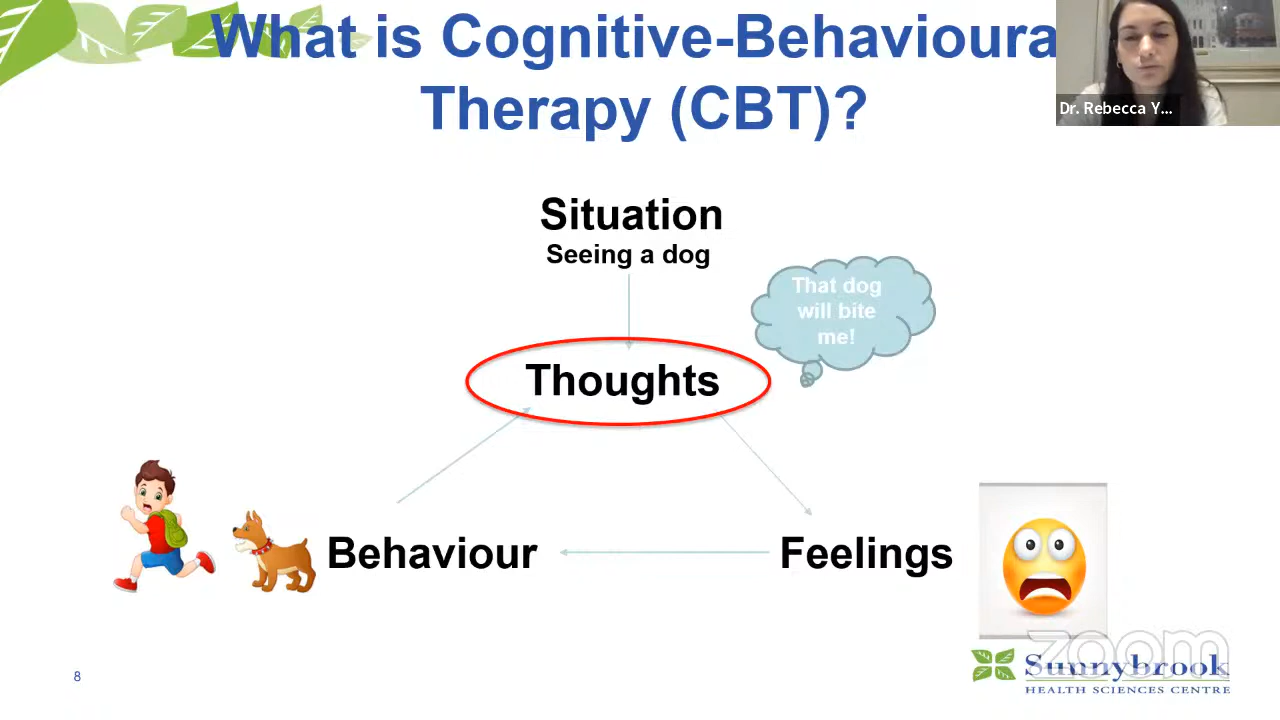 What is Cognitive-Behavioura
Therapy (CBT)?
Dr. Rebecca Y...
Situation
Seeing a dog
That dog
will bite
me!
Thoughts
Behaviour
Feelings
zoom
Sunnybrook
HEALTH SCIENCES CENTRE
8